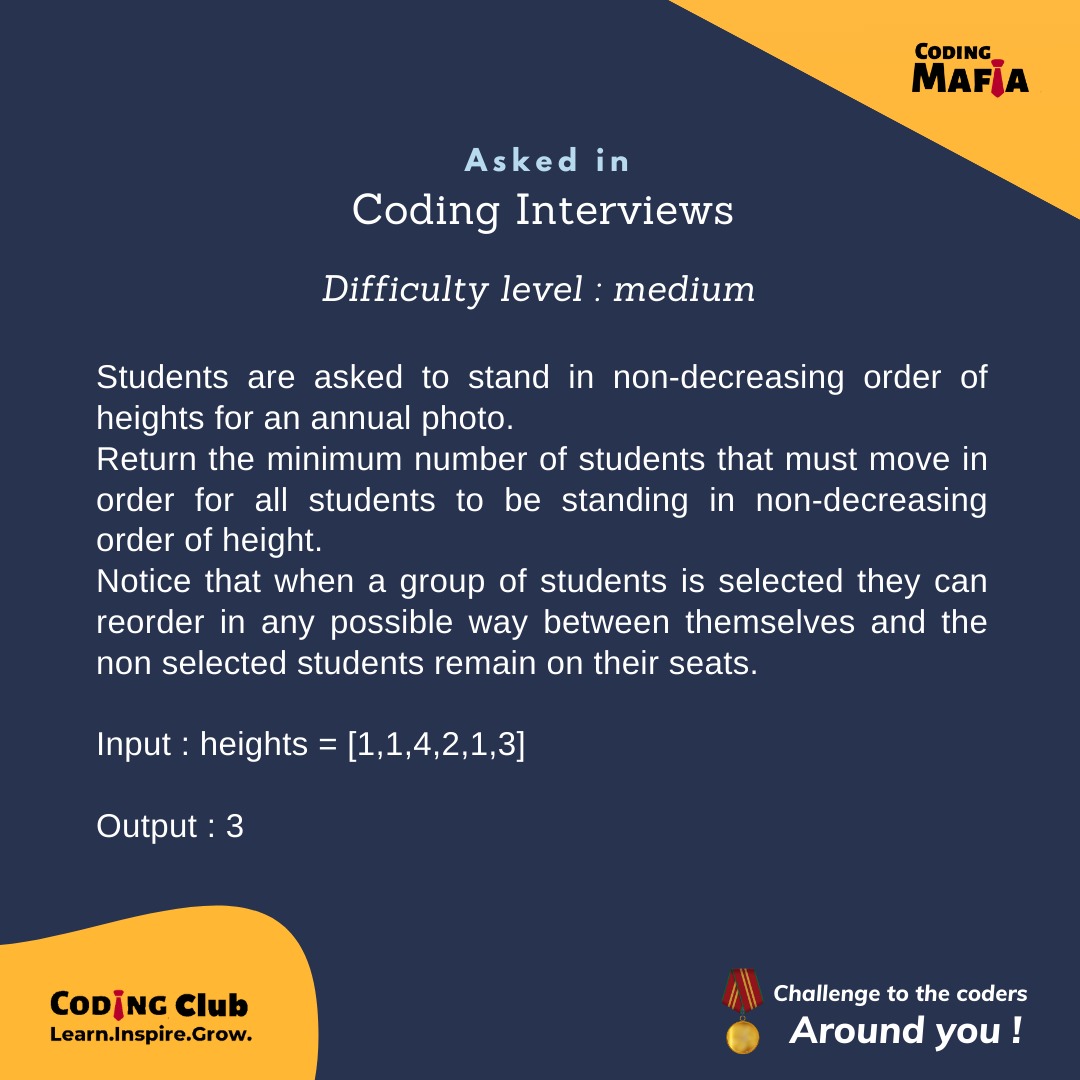 CODING
MAFIA
Asked in
Coding Interviews
Difficulty level : medium
Students are asked to stand in non-decreasing order of
heights for an annual photo.
Return the minimum number of students that must move in
order for all students to be standing in non-decreasing
order of height.
Notice that when a group of students is selected they can
reorder in any possible way between themselves and the
non selected students remain on their seats.
Input : heights = [1,1,4,2,1,3]
Output : 3
CODING Club
Learn.Inspire.Grow.
Challenge to the coders
Around you !